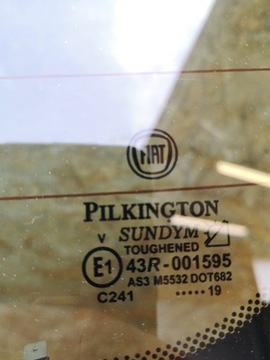 FIAT
PILKINGTON
V SUNDYM
TOUGHENED
E1 43R-001595
AS3 M5532 DOT682
C241 ..... 19